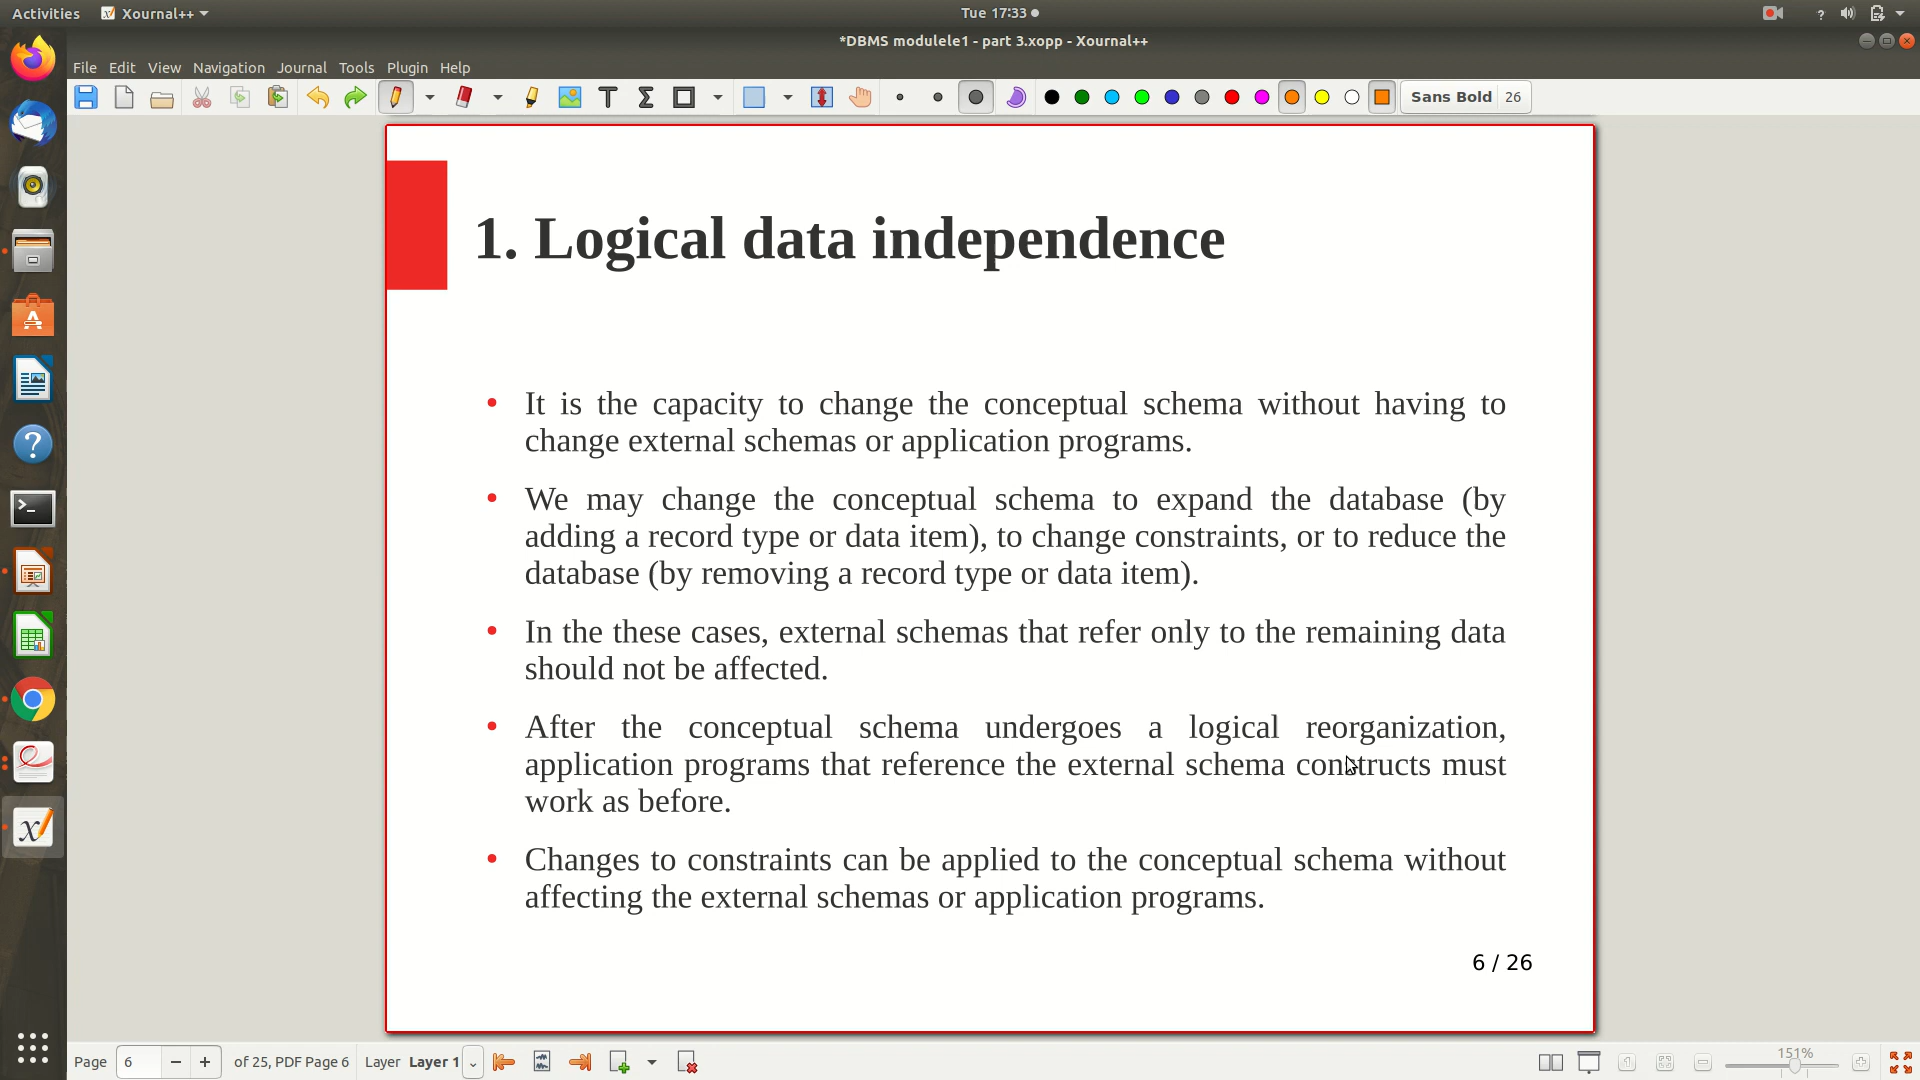 Activities Xournal++ Tue 17:33 ?
*DBMS modulele1 - part 3.xopp - Xournal++
File Edit View Navigation Journal Tools Plugin Help
Sans Bold 26
1. Logical data independence
• It is the capacity to change the conceptual schema without having to
change external schemas or application programs.
• We may change the conceptual schema to expand the database (by
adding a record type or data item), to change constraints, or to reduce the
database (by removing a record type or data item).
• In the these cases, external schemas that refer only to the remaining data
should not be affected.
• After the conceptual schema undergoes a logical reorganization,
application programs that reference the external schema constructs must
work as before.
• Changes to constraints can be applied to the conceptual schema without
affecting the external schemas or application programs.
6 / 26
Page 6 of 25, PDF Page 6 Layer Layer 1 151%